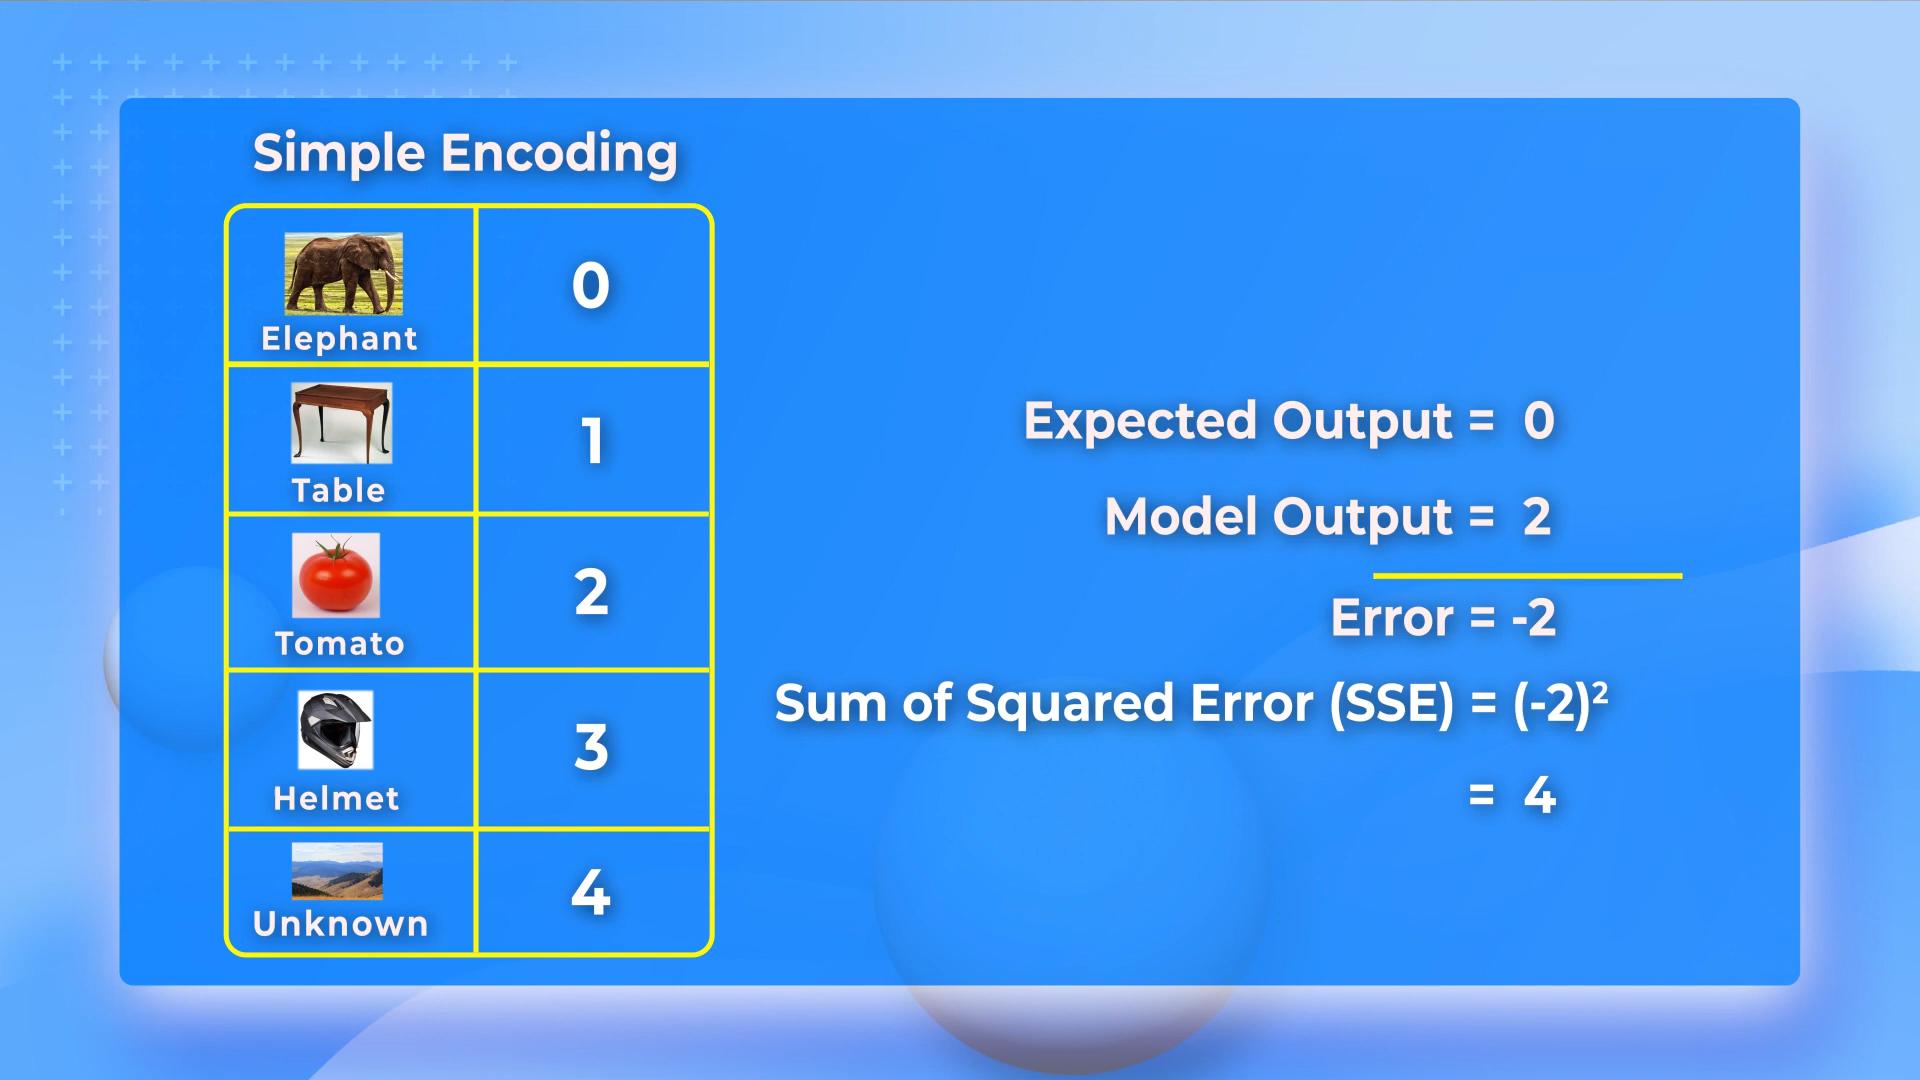 Simple Encoding
Elephant 0
Table 1
Tomato 2
Helmet 3
Unknown 4
Expected Output = 0
Model Output = 2
Error = -2
Sum of Squared Error (SSE) = (-2)²
= 4